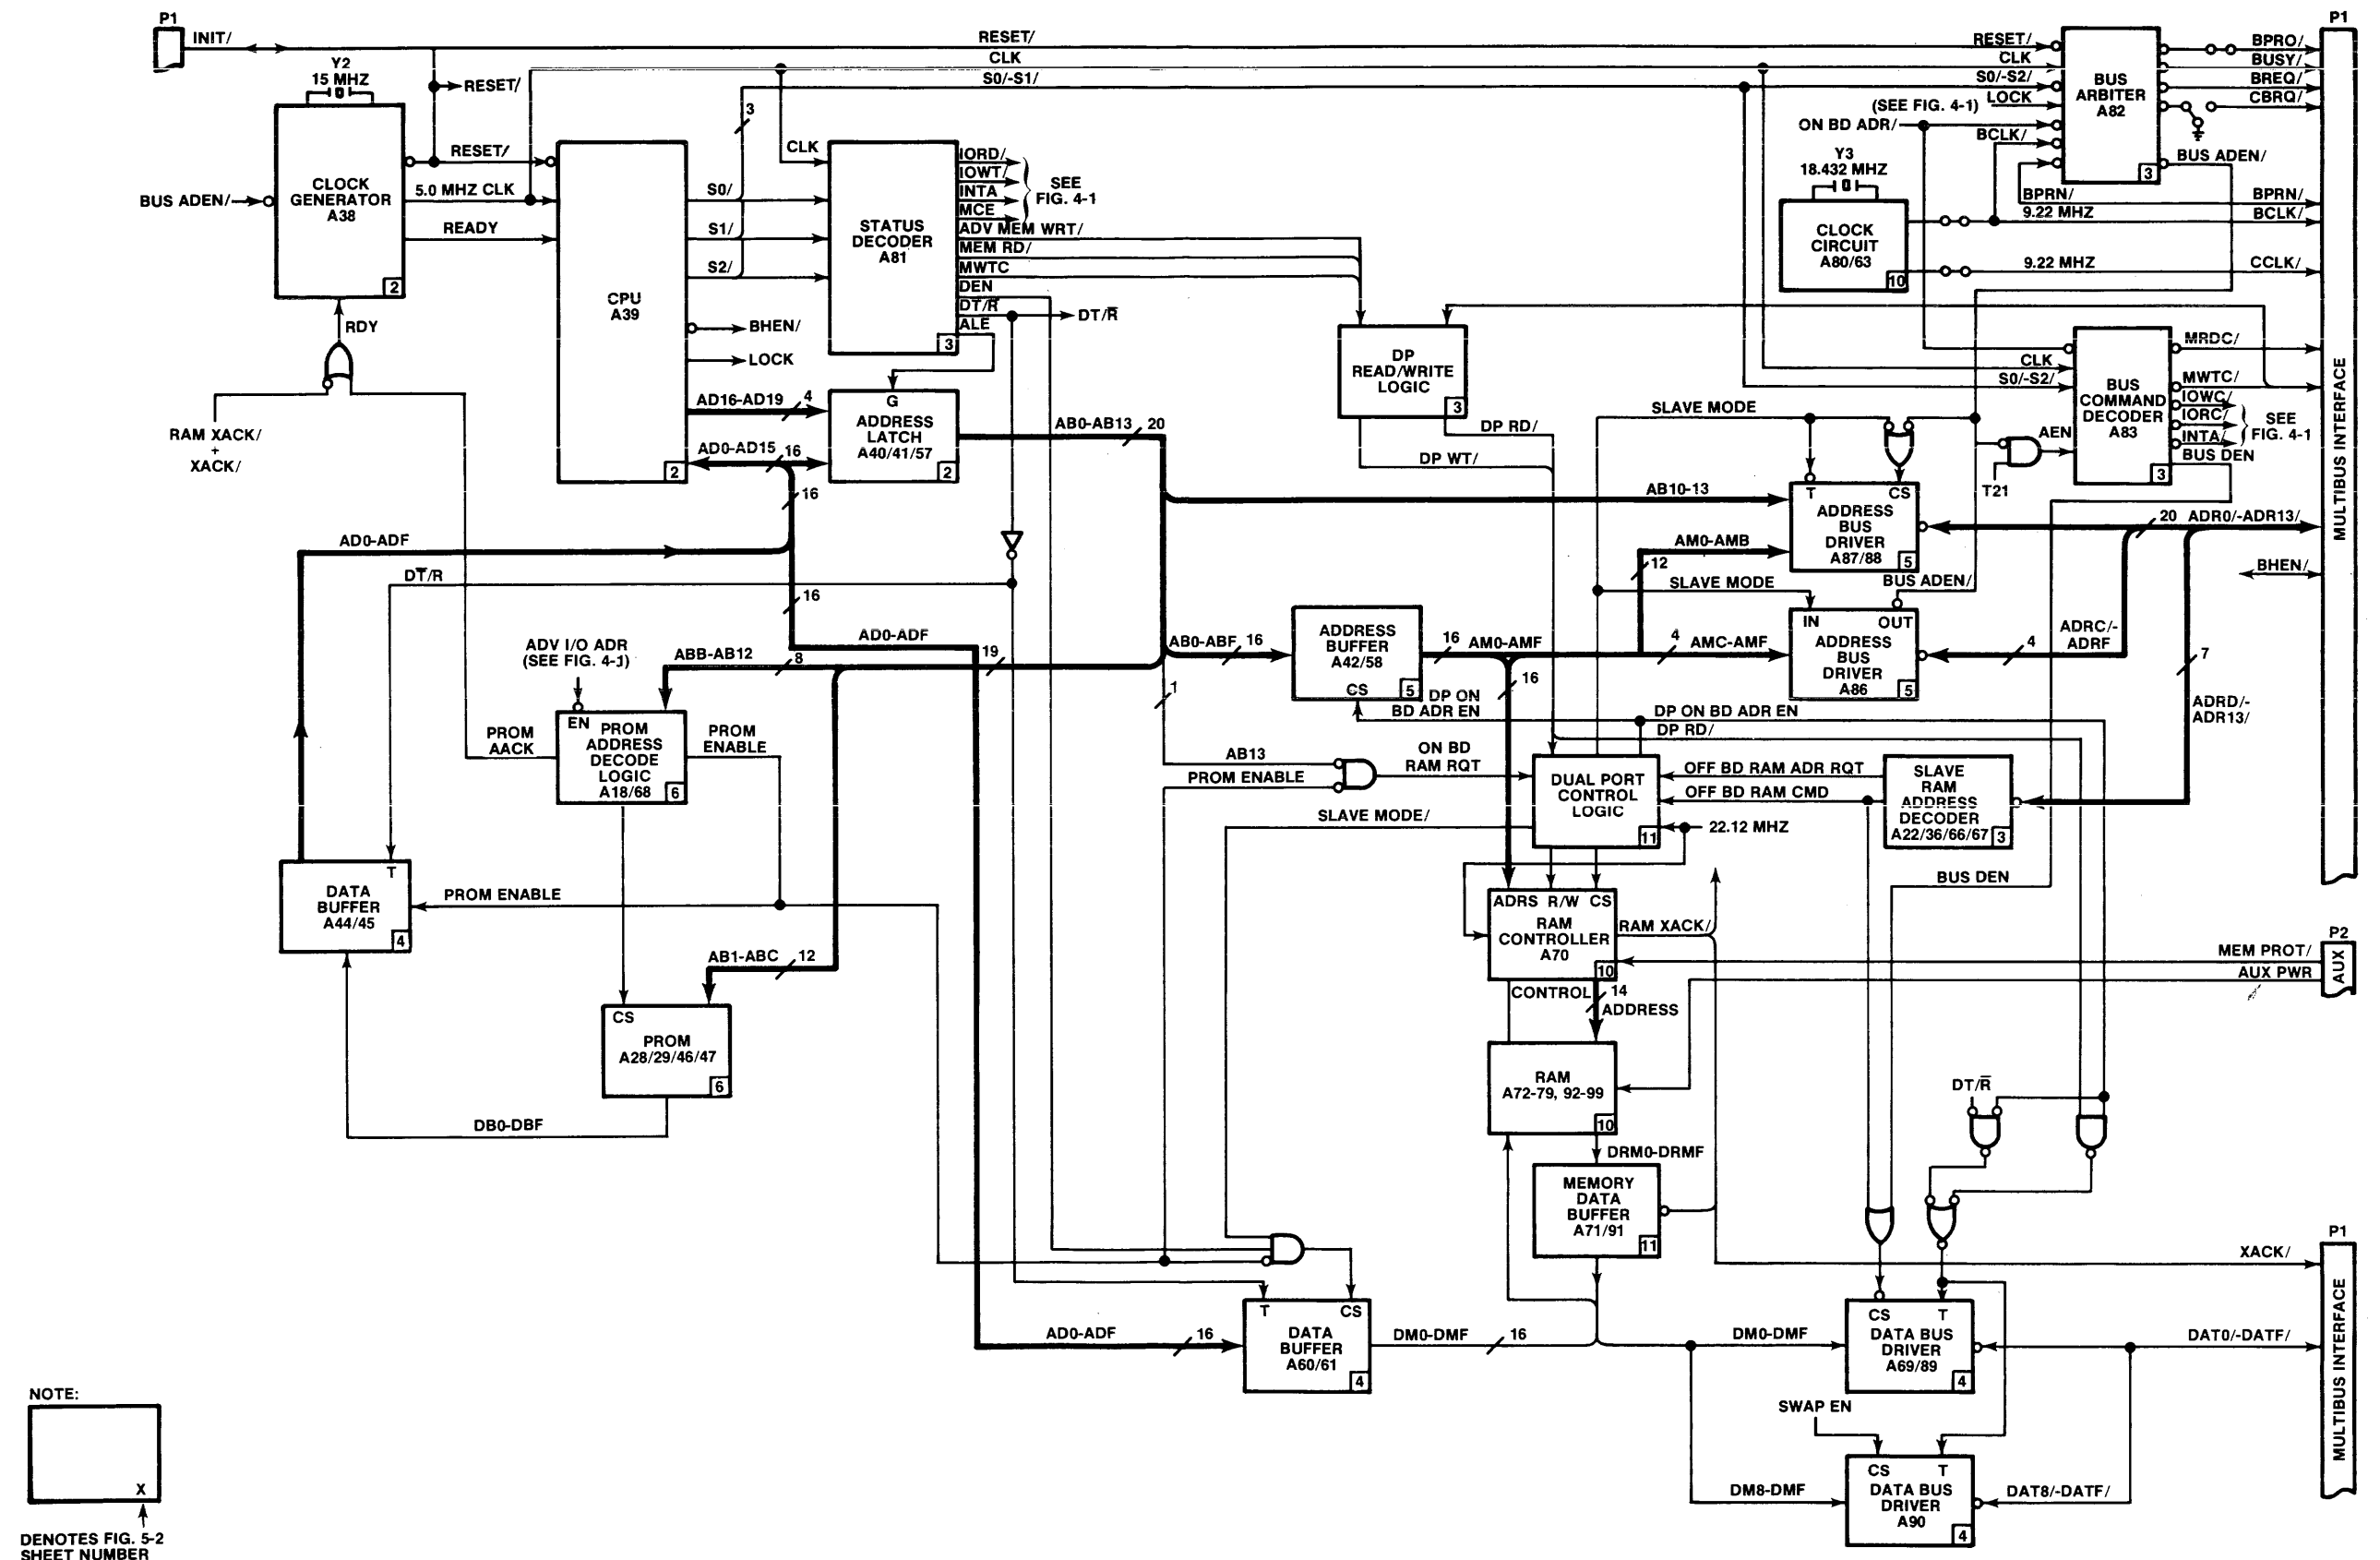 P1
INIT/
RESET/
CLK
S0/-S1/
Y2
15 MHZ
RESET/
CLOCK
GENERATOR
A38
2
BUS ADEN/
RESET/
5.0 MHZ CLK
READY
RDY
RAM XACK/
+
XACK/
CPU
A39
2
3
S0/
S1/
S2/
BHEN/
LOCK
AD16-AD19
4
AD0-AD15
16
16
CLK
STATUS
DECODER
A81
3
IORD/
IOWT/
INTA
MCE
SEE
FIG. 4-1
ADV MEM WRT/
MEM RD/
MWTC
DEN
DT/R̅
ALE
DT/R̅
G
ADDRESS
LATCH
A40/41/57
2
AB0-AB13
20
RESET/
CLK
S0/-S2/
(SEE FIG. 4-1)
LOCK
ON BD ADR/
BCLK/
BUS
ARBITER
A82
3
BPRO/
BUSY/
BREQ/
CBRQ/
BUS ADEN/
BPRN/
BPRN/
P1
MULTIBUS INTERFACE
Y3
18.432 MHZ
CLOCK
CIRCUIT
A80/63
10
9.22 MHZ
BCLK/
9.22 MHZ
CCLK/
DP
READ/WRITE
LOGIC
3
DP RD/
DP WT/
CLK
S0/-S2/
BUS
COMMAND
DECODER
A83
3
MRDC/
MWTC/
IOWC/
IORC/
INTA/
SEE
FIG. 4-1
BUS DEN
AEN
T21
SLAVE MODE
AB10-13
T
CS
ADDRESS
BUS
DRIVER
A87/88
5
20
ADR0/-ADR13/
AM0-AMB
12
BHEN/
SLAVE MODE
BUS ADEN/
IN
OUT
ADDRESS
BUS
DRIVER
A86
5
ADRC/-
ADRF
4
7
ADRD/-
ADR13/
AD0-ADF
DT̅/R
16
AD0-ADF
ADV I/O ADR
(SEE FIG. 4-1)
ABB-AB12
8
19
AB0-ABF
16
1
ADDRESS
BUFFER
A42/58
CS
5
16
AM0-AMF
4
AMC-AMF
16
DP ON
BD ADR EN
DP ON BD ADR EN
DP RD/
EN
PROM
ADDRESS
DECODE
LOGIC
A18/68
6
PROM
AACK
PROM
ENABLE
AB13
PROM ENABLE
ON BD
RAM RQT
DUAL PORT
CONTROL
LOGIC
11
OFF BD RAM ADR RQT
OFF BD RAM CMD
22.12 MHZ
SLAVE
RAM
ADDRESS
DECODER
A22/36/66/67
3
SLAVE MODE/
T
DATA
BUFFER
A44/45
4
PROM ENABLE
AB1-ABC
12
CS
PROM
A28/29/46/47
6
DB0-DBF
ADRS
R/W
CS
RAM
CONTROLLER
A70
10
RAM XACK/
BUS DEN
P2
AUX
MEM PROT/
AUX PWR
CONTROL
14
ADDRESS
RAM
A72-79, 92-99
10
DRM0-DRMF
MEMORY
DATA
BUFFER
A71/91
11
DT/R̅
P1
MULTIBUS INTERFACE
XACK/
T
CS
DATA
BUFFER
A60/61
4
AD0-ADF
16
DM0-DMF
16
DM0-DMF
CS
T
DATA BUS
DRIVER
A69/89
4
DAT0/-DATF/
SWAP EN
DM8-DMF
CS
T
DATA BUS
DRIVER
A90
4
DAT8/-DATF/
NOTE:
X
DENOTES FIG. 5-2
SHEET NUMBER